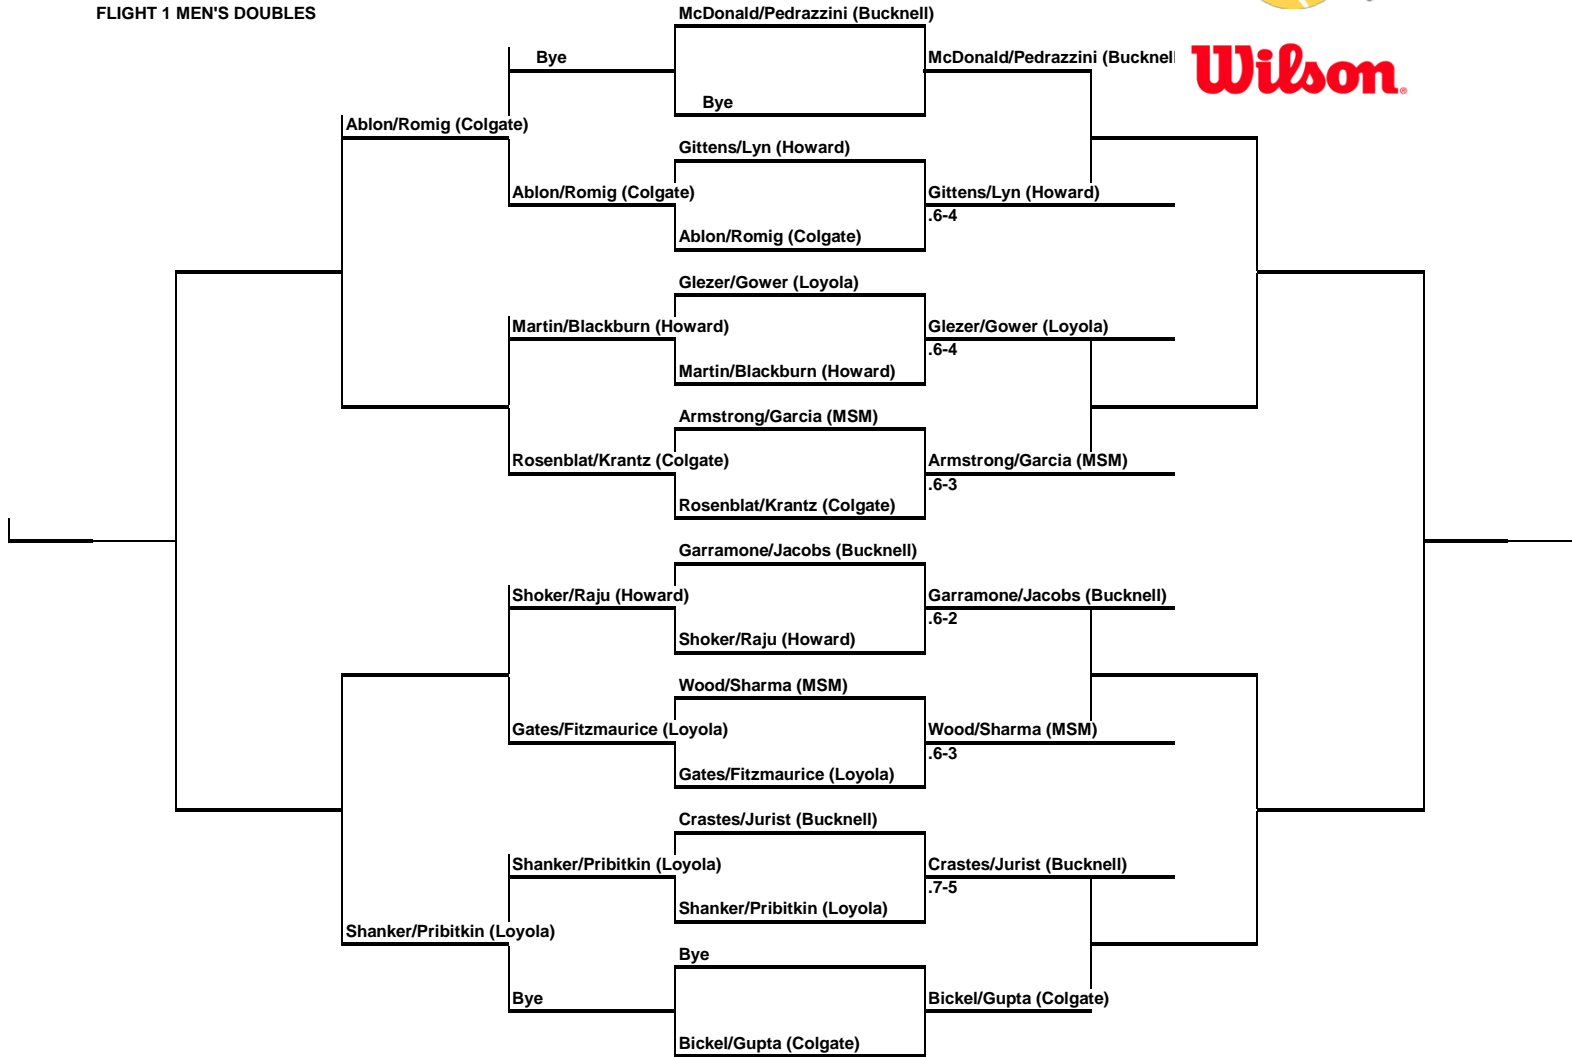 FLIGHT 1 MEN'S DOUBLES
McDonald/Pedrazzini (Bucknell)
Bye
McDonald/Pedrazzini (Bucknell
Wilson
Bye
Ablon/Romig (Colgate)
Gittens/Lyn (Howard)
Ablon/Romig (Colgate)
Gittens/Lyn (Howard)
.6-4
Ablon/Romig (Colgate)
Glezer/Gower (Loyola)
Martin/Blackburn (Howard)
Glezer/Gower (Loyola)
.6-4
Martin/Blackburn (Howard)
Armstrong/Garcia (MSM)
Rosenblat/Krantz (Colgate)
Armstrong/Garcia (MSM)
.6-3
Rosenblat/Krantz (Colgate)
Garramone/Jacobs (Bucknell)
Shoker/Raju (Howard)
Garramone/Jacobs (Bucknell)
.6-2
Shoker/Raju (Howard)
Wood/Sharma (MSM)
Gates/Fitzmaurice (Loyola)
Wood/Sharma (MSM)
.6-3
Gates/Fitzmaurice (Loyola)
Crastes/Jurist (Bucknell)
Shanker/Pribitkin (Loyola)
Crastes/Jurist (Bucknell)
.7-5
Shanker/Pribitkin (Loyola)
Shanker/Pribitkin (Loyola)
Bye
Bye
Bickel/Gupta (Colgate)
Bickel/Gupta (Colgate)